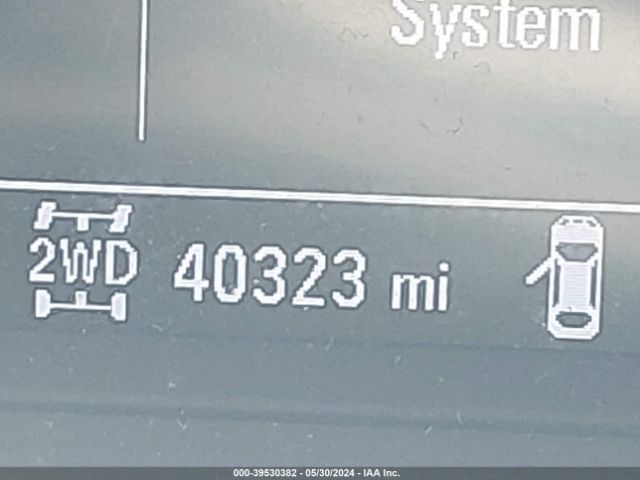 System
2WD 40323 mi
000-39530382 - 05/30/2024 - IAA Inc.